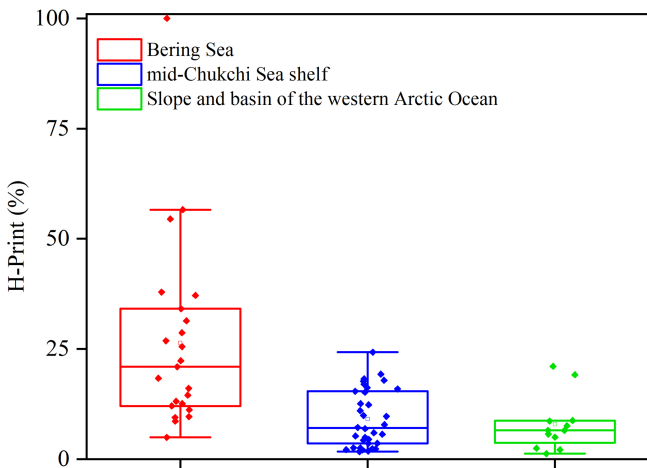 100
75
50
25
0
H-Print (%)
Bering Sea
mid-Chukchi Sea shelf
Slope and basin of the western Arctic Ocean